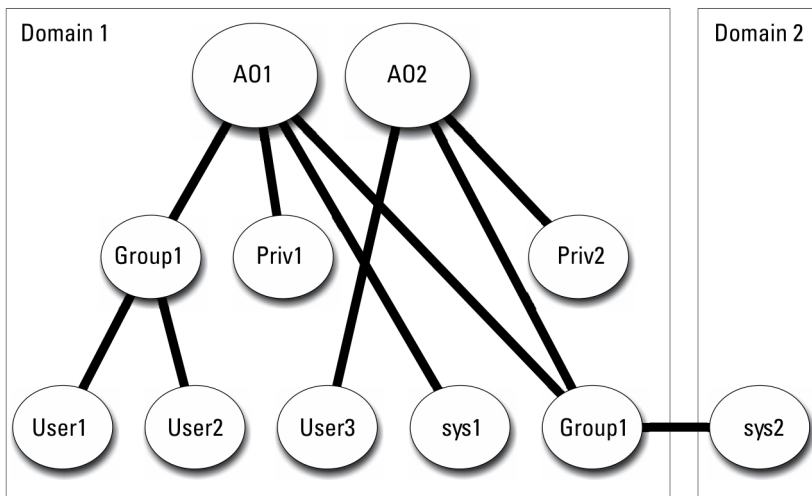 Domain 1
Domain 2
AO1
AO2
Group1
Priv1
Priv2
User1
User2
User3
sys1
Group1
sys2